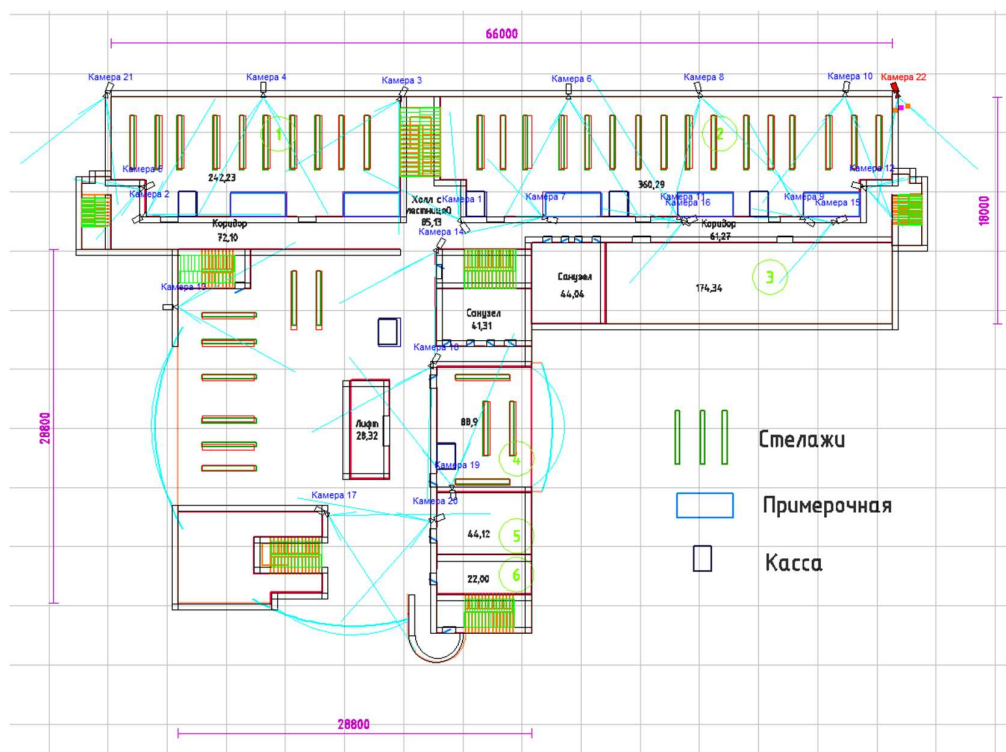 66000
Камера 21
Камера 4
Камера 3
Камера 6
Камера 8
Камера 10
Камера 22
1
2
242,23
360,29
Камера 12
Камера 2
Холл с
лестницей
85,13
Камера 1
Камера 7
Камера 11
Камера 16
Камера 9
Камера 15
18000
Коридор
72,10
Коридор
61,27
Камера 14
Санузел
44,04
3
174,34
Санузел
41,31
Камера 18
28800
Лифт
28,32
88,9
4
Камера 19
Камера 17
Камера 20
44,12
5
22,00
6
Стелажи
Примерочная
Касса
28800